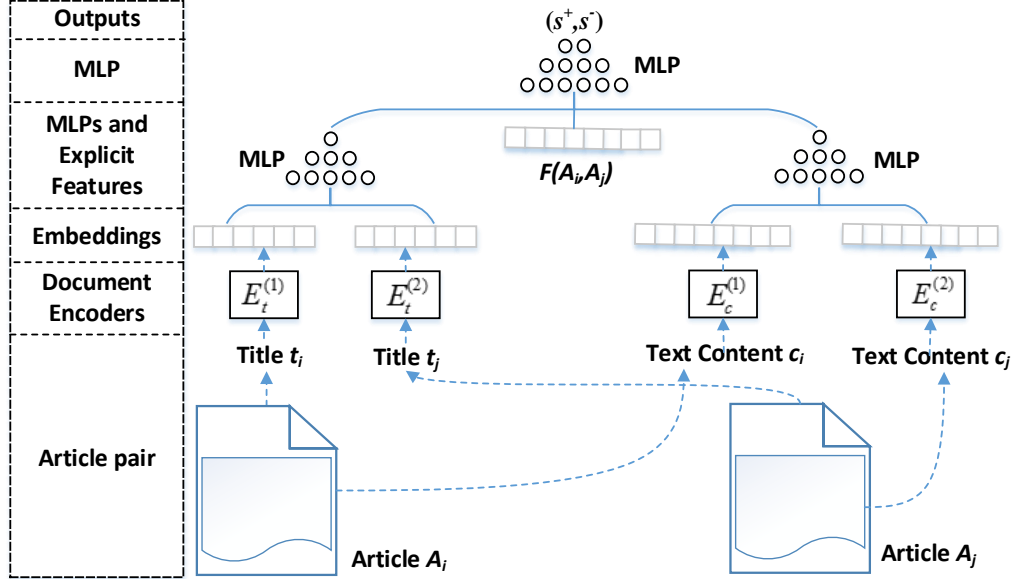 Outputs
(s⁺,s⁻)
MLP
MLP
MLPs and
Explicit
Features
MLP
F(Aᵢ,Aⱼ)
MLP
Embeddings
Document
Encoders
E_t^{(1)}
E_t^{(2)}
E_c^{(1)}
E_c^{(2)}
Title tᵢ
Title tⱼ
Text Content cᵢ
Text Content cⱼ
Article pair
Article Aᵢ
Article Aⱼ